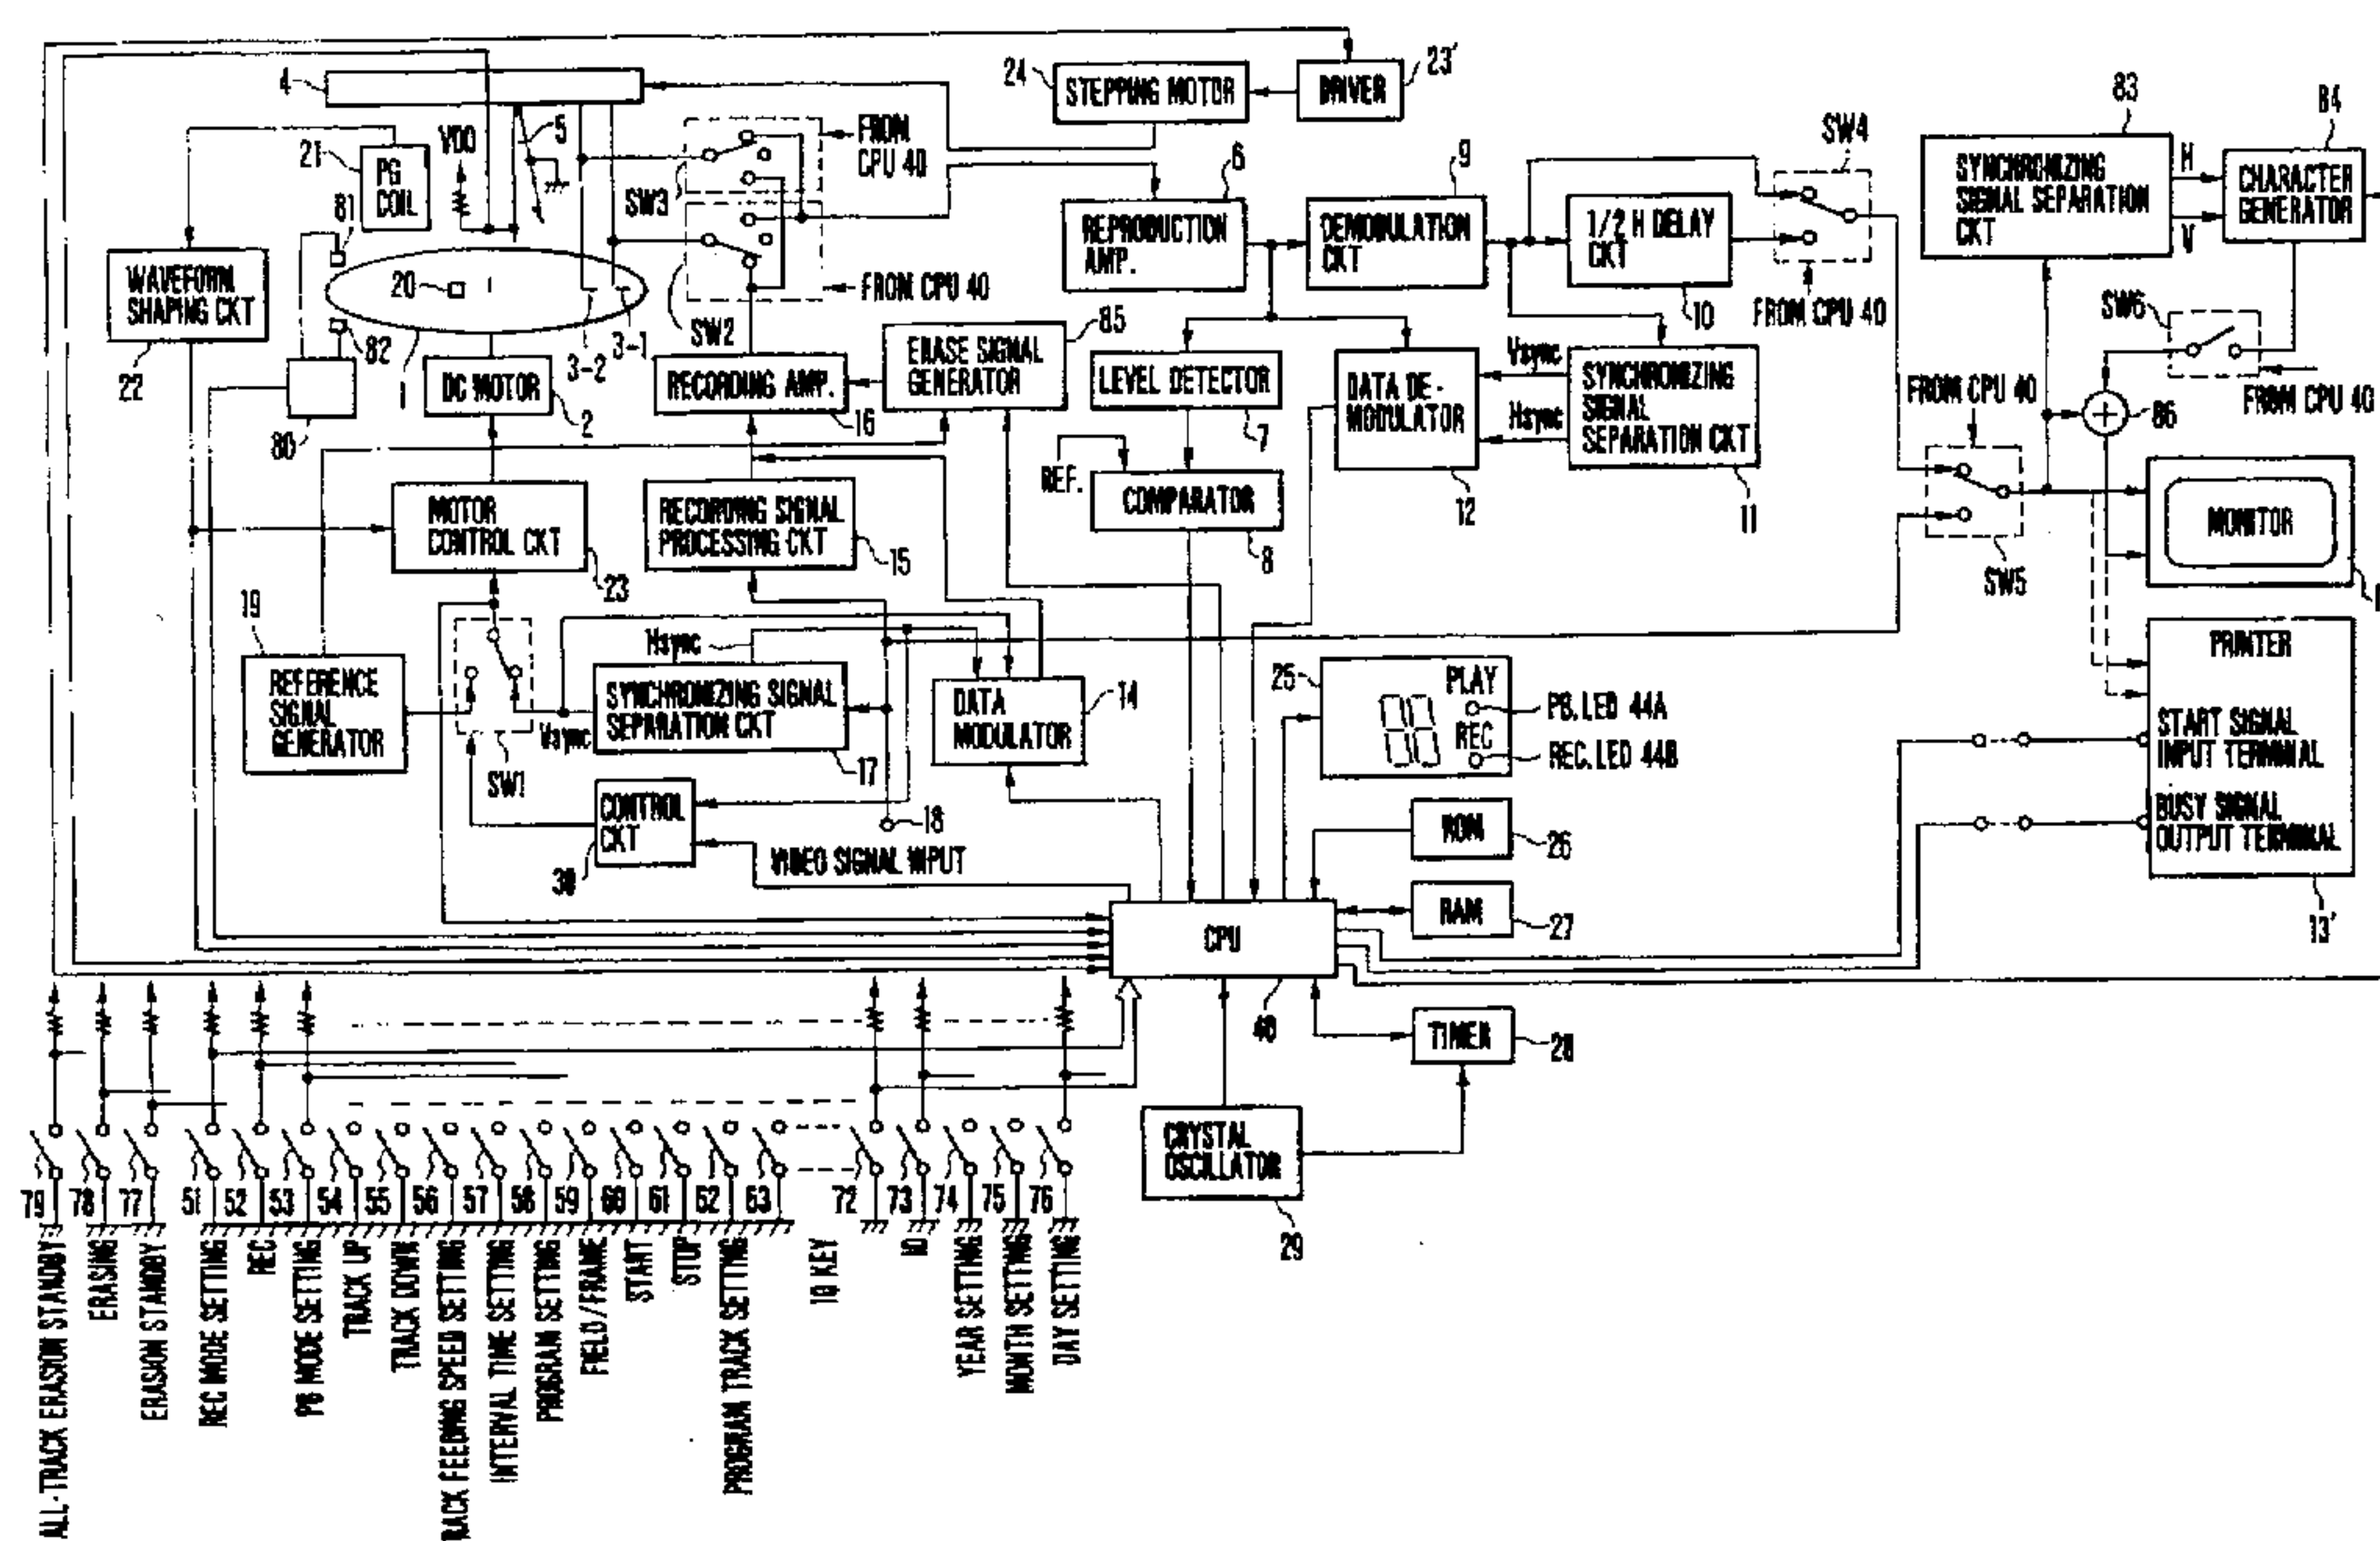 4
24
STEPPING MOTOR
DRIVER
23'
21
PG
COIL
VDD
5
SW3
FROM
CPU 40
6
REPRODUCTION
AMP.
9
DEMODULATION
CKT
1/2 H DELAY
CKT
10
SW4
FROM CPU 40
83
SYNCHRONIZING
SIGNAL SEPARATION
CKT
H
V
84
CHARACTER
GENERATOR
WAVEFORM
SHAPING CKT
22
81
20
82
80
1
DC MOTOR
2
3-2
3-1
SW2
FROM CPU 40
RECORDING AMP.
16
85
ERASE SIGNAL
GENERATOR
LEVEL DETECTOR
7
REF.
COMPARATOR
8
DATA DE-
MODULATOR
12
Vsync
Hsync
SYNCHRONIZING
SIGNAL
SEPARATION CKT
11
SW6
FROM CPU 40
86
FROM CPU 40
SW5
MONITOR
MOTOR
CONTROL CKT
23
RECORDING SIGNAL
PROCESSING CKT
15
19
REFERENCE
SIGNAL
GENERATOR
SW1
Hsync
Vsync
SYNCHRONIZING SIGNAL
SEPARATION CKT
17
DATA
MODULATOR
14
CONTROL
CKT
30
18
VIDEO SIGNAL INPUT
25
PLAY
REC
PB.LED 44A
REC.LED 44B
ROM
26
RAM
27
CPU
40
TIMER
28
CRYSTAL
OSCILLATOR
29
PRINTER
START SIGNAL
INPUT TERMINAL
BUSY SIGNAL
OUTPUT TERMINAL
13'
79
78
77
51
52
53
54
55
56
57
58
59
60
61
62
63
72
73
74
75
76
ALL-TRACK ERASION STANDBY
ERASING
ERASION STANDBY
REC MODE SETTING
REC
PB MODE SETTING
TRACK UP
TRACK DOWN
RACK FEEDING SPEED SETTING
INTERVAL TIME SETTING
PROGRAM SETTING
FIELD/FRAME
START
STOP
PROGRAM TRACK SETTING
10 KEY
ID
YEAR SETTING
MONTH SETTING
DAY SETTING